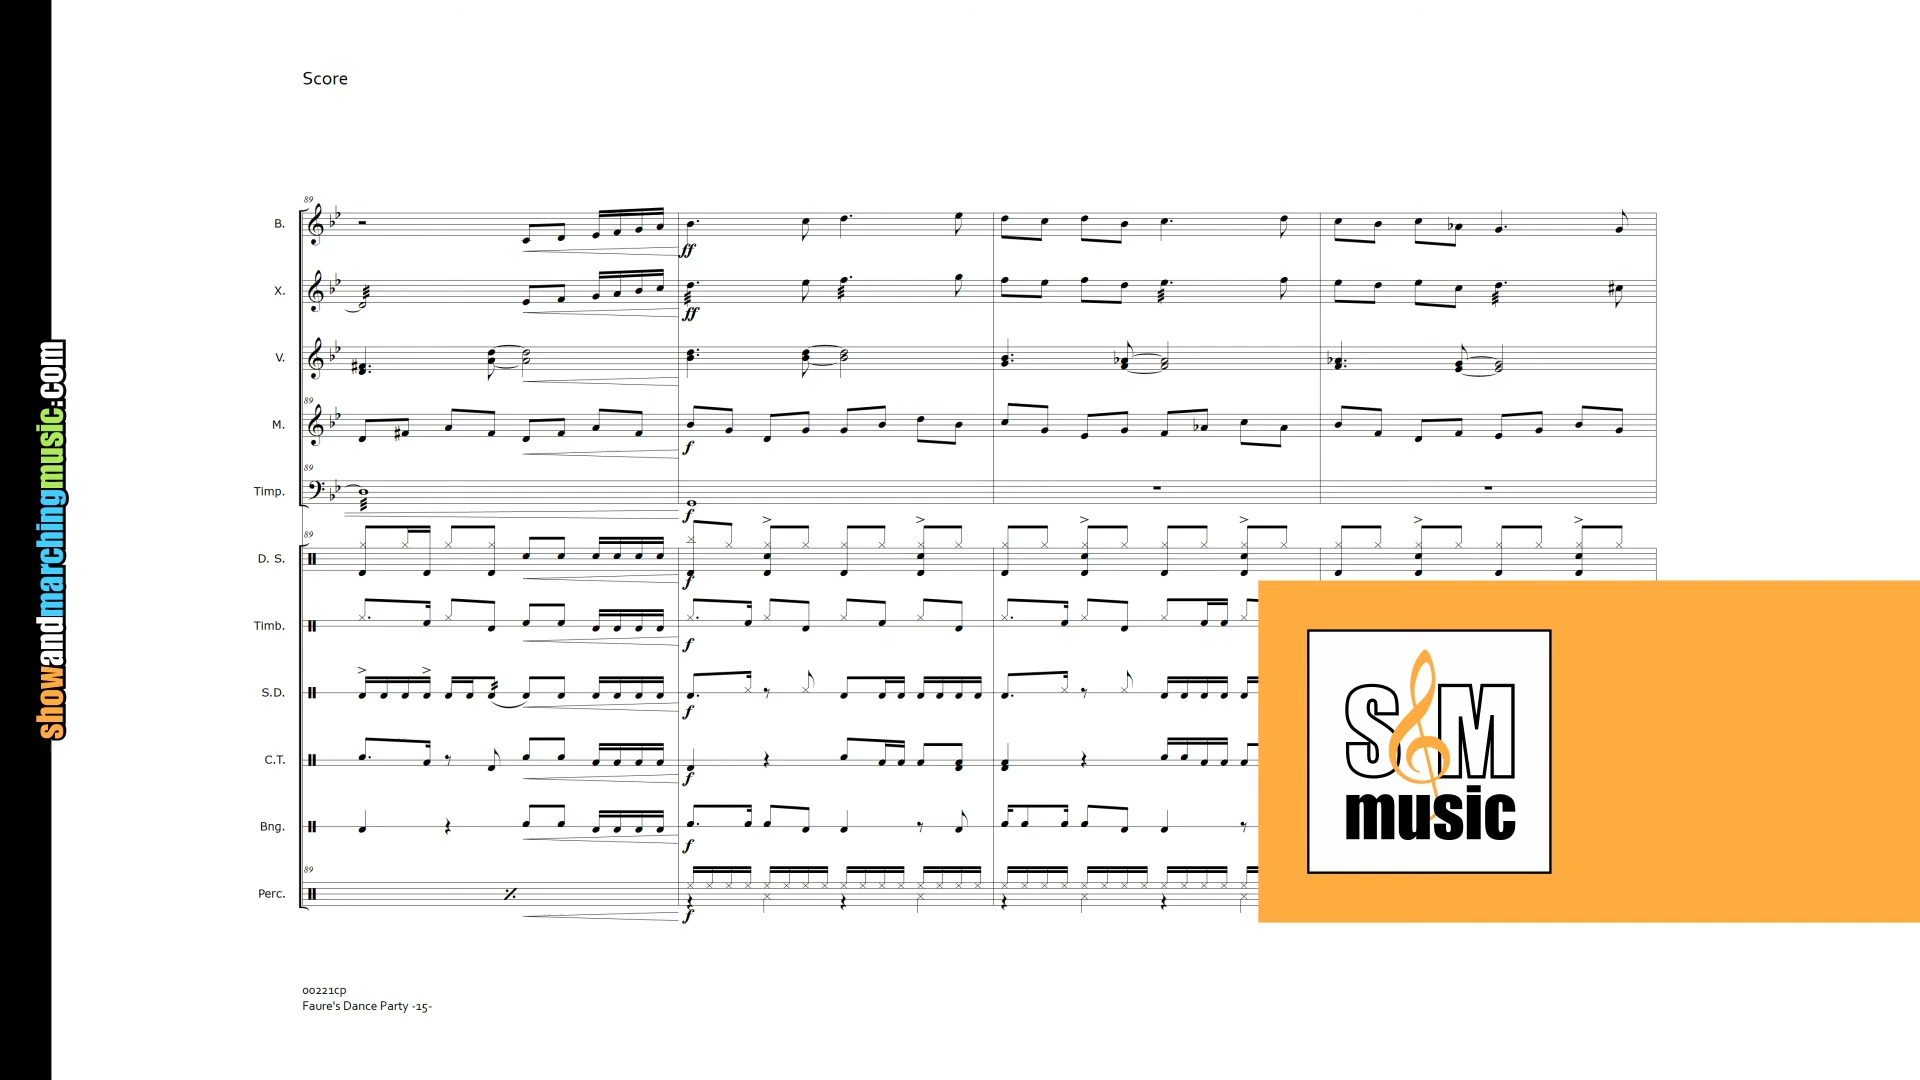 Score
showandmarchingmusic.com
89
B.
ff
X.
ff
V.
89
M.
f
89
Timp.
f
89
D. S.
f
Timb.
f
S.D.
f
C.T.
f
Bng.
f
89
Perc.
f
S&M
music
00221cp
Faure's Dance Party -15-